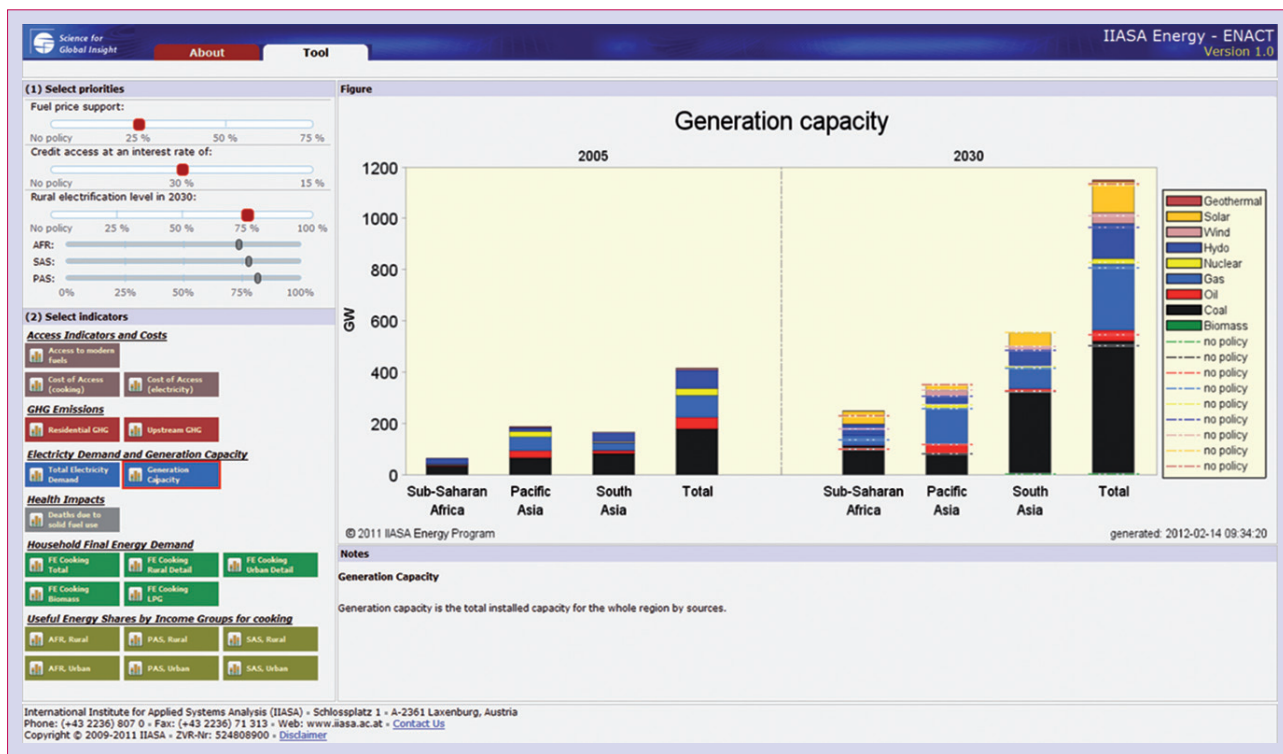 Science for
Global Insight
About
Tool
IIASA Energy - ENACT
Version 1.0
(1) Select priorities
Fuel price support:
No policy 25 % 50 % 75 %
Credit access at an interest rate of:
No policy 30 % 15 %
Rural electrification level in 2030:
No policy 25 % 50 % 75 % 100 %
AFR:
SAS:
PAS:
0% 25% 50% 75% 100%
(2) Select indicators
Access Indicators and Costs
Access to modern
fuels
Cost of Access
(cooking)
Cost of Access
(electricity)
GHG Emissions
Residential GHG
Upstream GHG
Electricty Demand and Generation Capacity
Total Electricity
Demand
Generation
Capacity
Health Impacts
Deaths due to
solid fuel use
Household Final Energy Demand
FE Cooking
Total
FE Cooking
Rural Detail
FE Cooking
Urban Detail
FE Cooking
Biomass
FE Cooking
LPG
Useful Energy Shares by Income Groups for cooking
AFR, Rural
PAS, Rural
SAS, Rural
AFR, Urban
PAS, Urban
SAS, Urban
Figure
Generation capacity
2005
2030
GW
1200
1000
800
600
400
200
0
Sub-Saharan
Africa
Pacific
Asia
South
Asia
Total
Sub-Saharan
Africa
Pacific
Asia
South
Asia
Total
Geothermal
Solar
Wind
Hydo
Nuclear
Gas
Oil
Coal
Biomass
no policy
no policy
no policy
no policy
no policy
no policy
no policy
no policy
no policy
© 2011 IIASA Energy Program
generated: 2012-02-14 09:34:20
Notes
Generation Capacity
Generation capacity is the total installed capacity for the whole region by sources.
International Institute for Applied Systems Analysis (IIASA) • Schlossplatz 1 • A-2361 Laxenburg, Austria
Phone: (+43 2236) 807 0 • Fax: (+43 2236) 71 313 • Web: www.iiasa.ac.at • Contact Us
Copyright © 2009-2011 IIASA • ZVR-Nr: 524808900 • Disclaimer